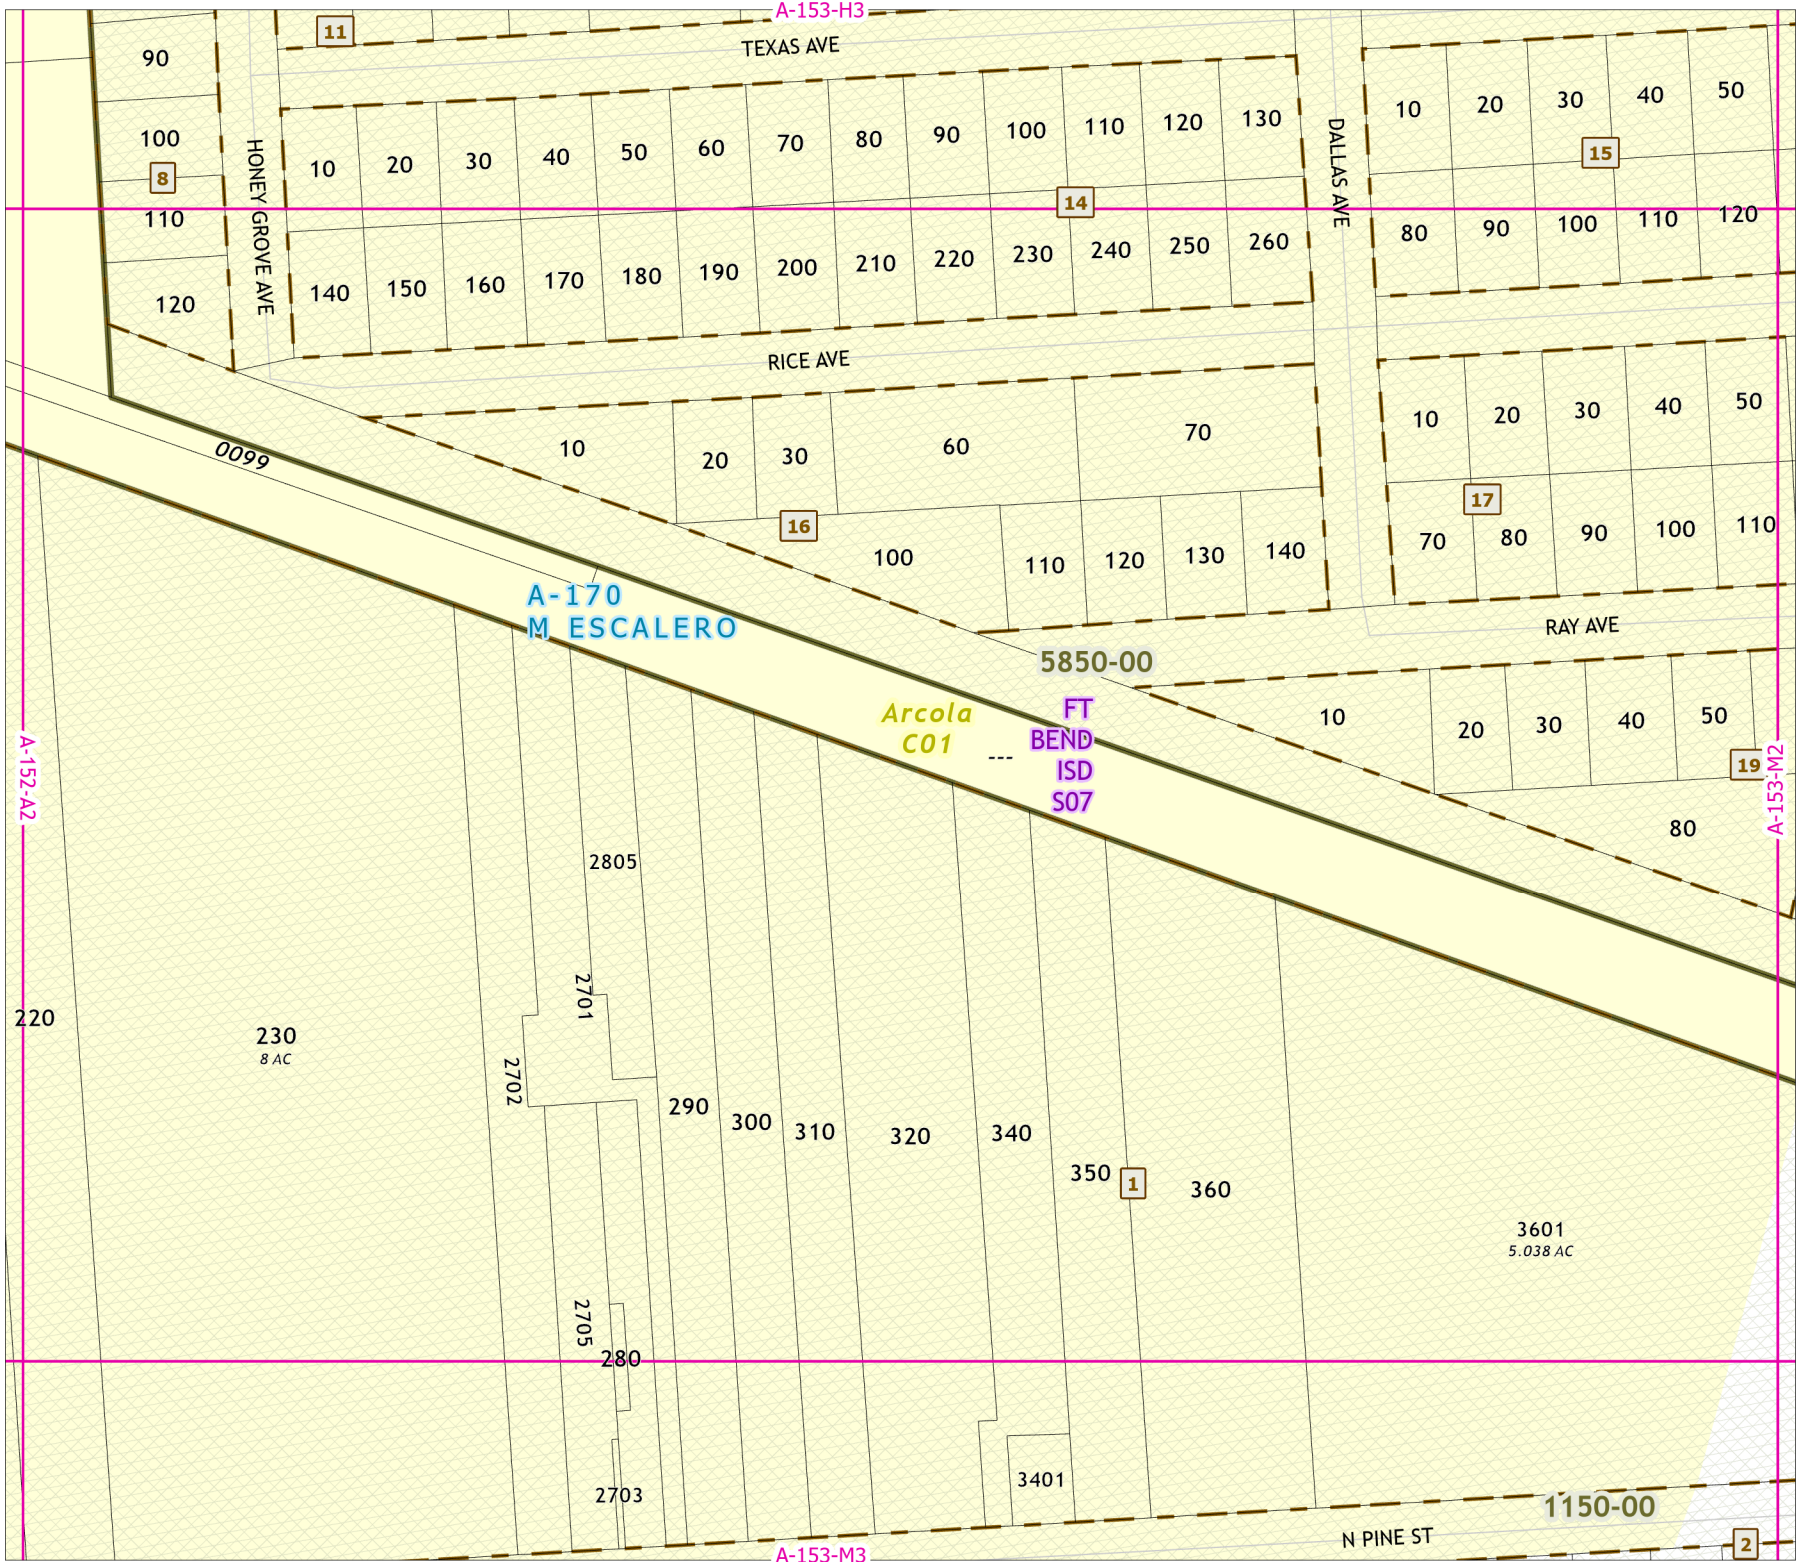 A-153-H3
11
TEXAS AVE
90
100
8
110
120
HONEY GROVE AVE
10 20 30 40 50 60 70 80 90 100 110 120 130
14
140 150 160 170 180 190 200 210 220 230 240 250 260
DALLAS AVE
10 20 30 40 50
15
80 90 100 110 120
RICE AVE
10 20 30 60 70
16
100 110 120 130 140
10 20 30 40 50
17
70 80 90 100 110
RAY AVE
0099
A-170
M ESCALERO
5850-00
Arcola
C01
---
FT
BEND
ISD
S07
10 20 30 40 50
19
80
A-152-A2
A-153-M2
2805
2701
220
230
8 AC
2702
290
300
310
320
340
350
1
360
3601
5.038 AC
2705
280
3401
2703
1150-00
N PINE ST
2
A-153-M3